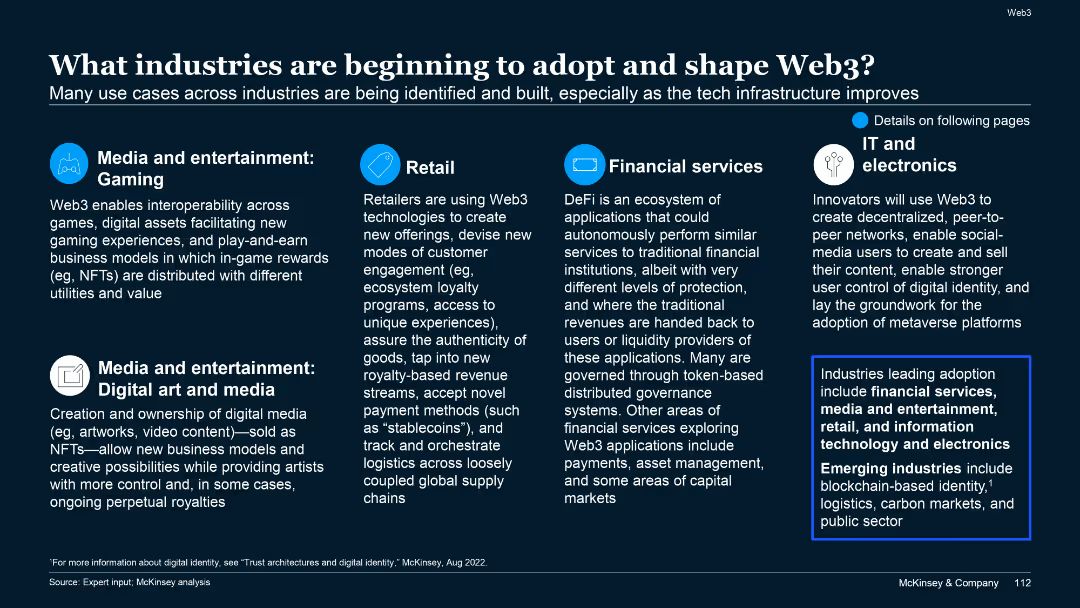 Web3
What industries are beginning to adopt and shape Web3?
Many use cases across industries are being identified and built, especially as the tech infrastructure improves
Details on following pages
Media and entertainment:
Gaming
Web3 enables interoperability across
games, digital assets facilitating new
gaming experiences, and play-and-earn
business models in which in-game rewards
(eg, NFTs) are distributed with different
utilities and value
Media and entertainment:
Digital art and media
Creation and ownership of digital media
(eg, artworks, video content)—sold as
NFTs—allow new business models and
creative possibilities while providing artists
with more control and, in some cases,
ongoing perpetual royalties
Retail
Retailers are using Web3
technologies to create
new offerings, devise new
modes of customer
engagement (eg,
ecosystem loyalty
programs, access to
unique experiences),
assure the authenticity of
goods, tap into new
royalty-based revenue
streams, accept novel
payment methods (such
as “stablecoins”), and
track and orchestrate
logistics across loosely
coupled global supply
chains
Financial services
DeFi is an ecosystem of
applications that could
autonomously perform similar
services to traditional financial
institutions, albeit with very
different levels of protection,
and where the traditional
revenues are handed back to
users or liquidity providers of
these applications. Many are
governed through token-based
distributed governance
systems. Other areas of
financial services exploring
Web3 applications include
payments, asset management,
and some areas of capital
markets
IT and
electronics
Innovators will use Web3 to
create decentralized, peer-to-
peer networks, enable social-
media users to create and sell
their content, enable stronger
user control of digital identity, and
lay the groundwork for the
adoption of metaverse platforms
Industries leading adoption
include financial services,
media and entertainment,
retail, and information
technology and electronics
Emerging industries include
blockchain-based identity,¹
logistics, carbon markets, and
public sector
¹For more information about digital identity, see “Trust architectures and digital identity,” McKinsey, Aug 2022.
Source: Expert input; McKinsey analysis
McKinsey & Company 112